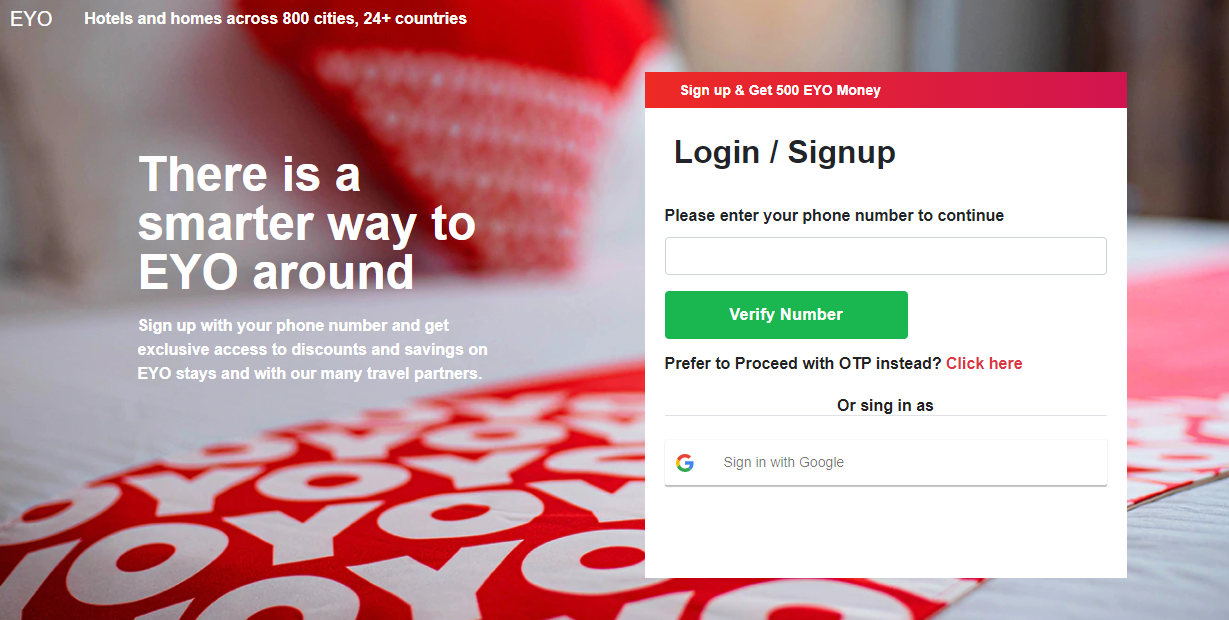 EYO
Hotels and homes across 800 cities, 24+ countries
There is a
smarter way to
EYO around
Sign up with your phone number and get
exclusive access to discounts and savings on
EYO stays and with our many travel partners.
Sign up & Get 500 EYO Money
Login / Signup
Please enter your phone number to continue
Verify Number
Prefer to Proceed with OTP instead? Click here
Or sing in as
Sign in with Google